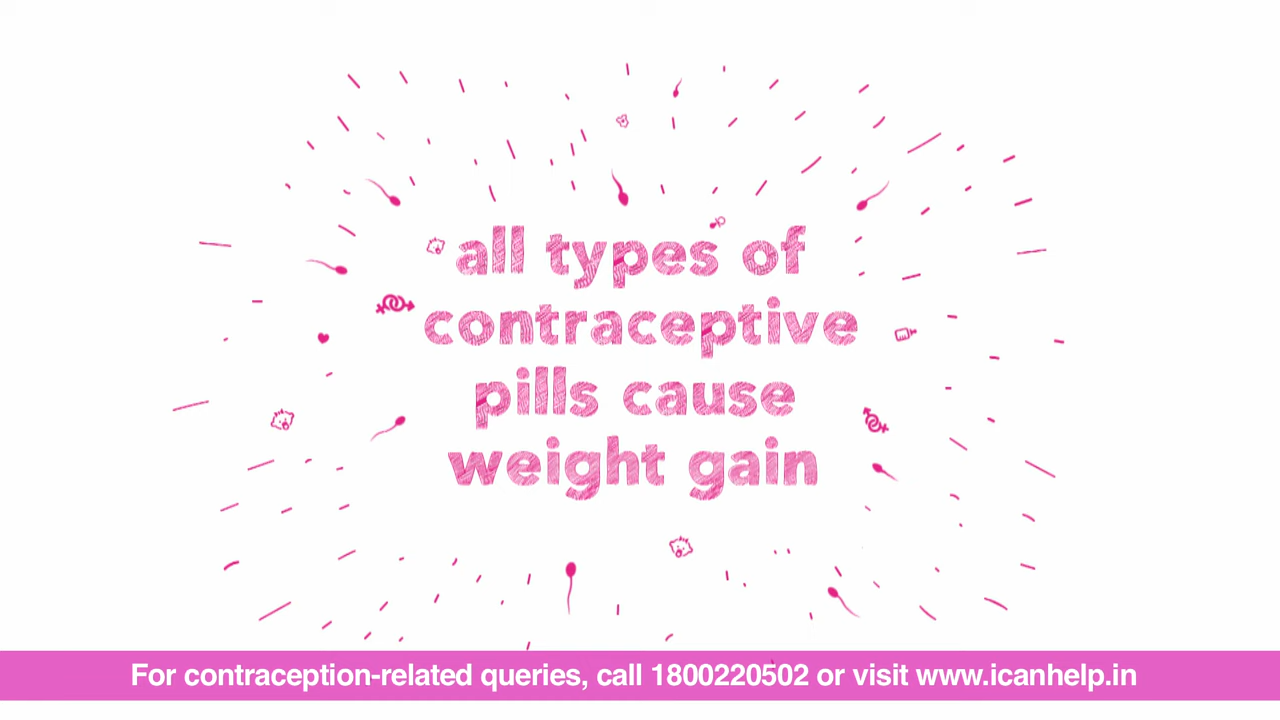 all types of
contraceptive
pills cause
weight gain
For contraception-related queries, call 1800220502 or visit www.icanhelp.in